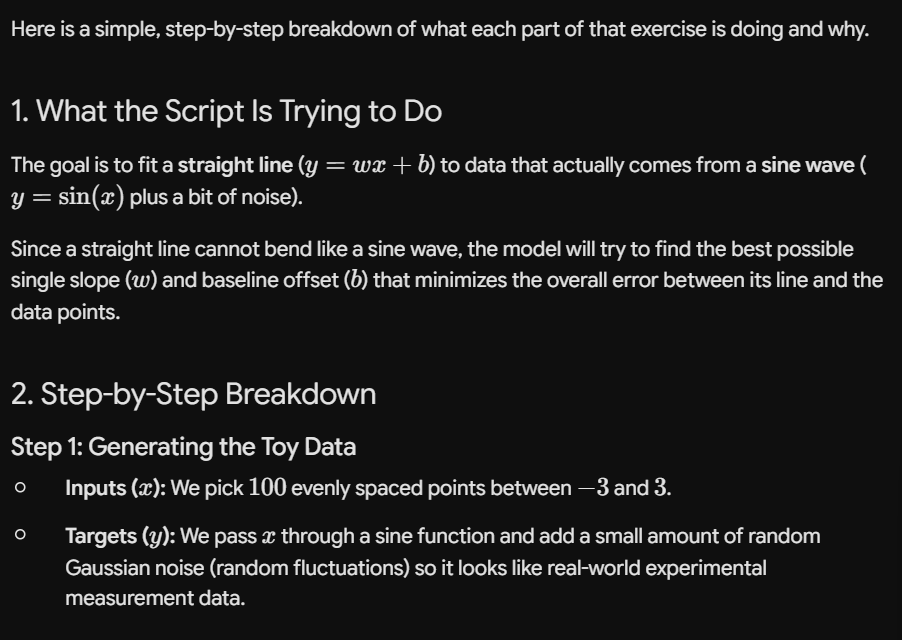 Here is a simple, step-by-step breakdown of what each part of that exercise is doing and why.
1. What the Script Is Trying to Do
The goal is to fit a straight line (y = wx + b) to data that actually comes from a sine wave (
y = sin(x) plus a bit of noise).
Since a straight line cannot bend like a sine wave, the model will try to find the best possible
single slope (w) and baseline offset (b) that minimizes the overall error between its line and the
data points.
2. Step-by-Step Breakdown
Step 1: Generating the Toy Data
○ Inputs (x): We pick 100 evenly spaced points between −3 and 3.
○ Targets (y): We pass x through a sine function and add a small amount of random
Gaussian noise (random fluctuations) so it looks like real-world experimental
measurement data.